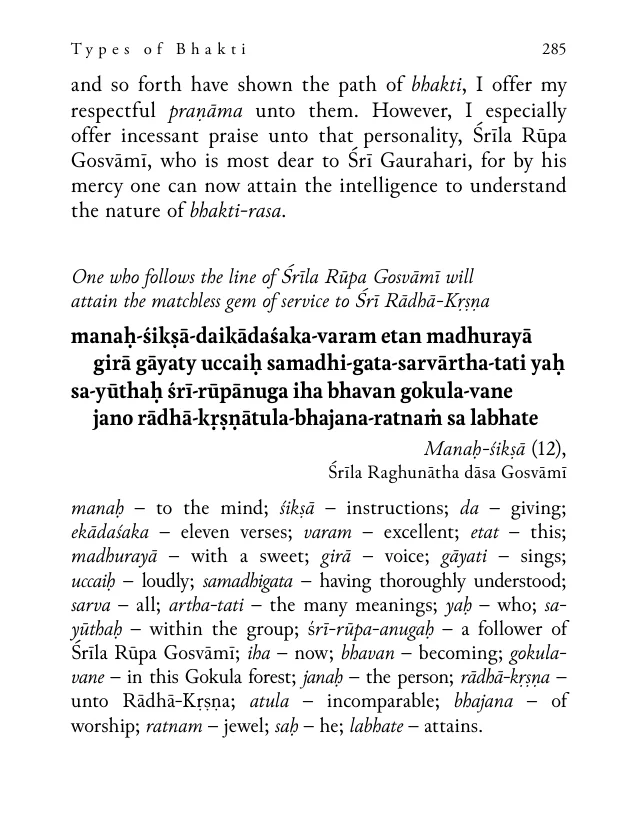 Types of Bhakti 285
and so forth have shown the path of bhakti, I offer my
respectful praṇāma unto them. However, I especially
offer incessant praise unto that personality, Śrīla Rūpa
Gosvāmī, who is most dear to Śrī Gaurahari, for by his
mercy one can now attain the intelligence to understand
the nature of bhakti-rasa.
One who follows the line of Śrīla Rūpa Gosvāmī will
attain the matchless gem of service to Śrī Rādhā-Kṛṣṇa
manaḥ-śikṣā-daikādaśaka-varam etan madhurayā
girā gāyaty uccaiḥ samadhi-gata-sarvārtha-tati yaḥ
sa-yūthaḥ śrī-rūpānuga iha bhavan gokula-vane
jano rādhā-kṛṣṇātula-bhajana-ratnaṁ sa labhate
Manaḥ-śikṣā (12),
Śrīla Raghunātha dāsa Gosvāmī
manaḥ – to the mind; śikṣā – instructions; da – giving;
ekādaśaka – eleven verses; varam – excellent; etat – this;
madhurayā – with a sweet; girā – voice; gāyati – sings;
uccaiḥ – loudly; samadhigata – having thoroughly understood;
sarva – all; artha-tati – the many meanings; yaḥ – who; sa-
yūthaḥ – within the group; śrī-rūpa-anugaḥ – a follower of
Śrīla Rūpa Gosvāmī; iha – now; bhavan – becoming; gokula-
vane – in this Gokula forest; janaḥ – the person; rādhā-kṛṣṇa –
unto Rādhā-Kṛṣṇa; atula – incomparable; bhajana – of
worship; ratnam – jewel; saḥ – he; labhate – attains.